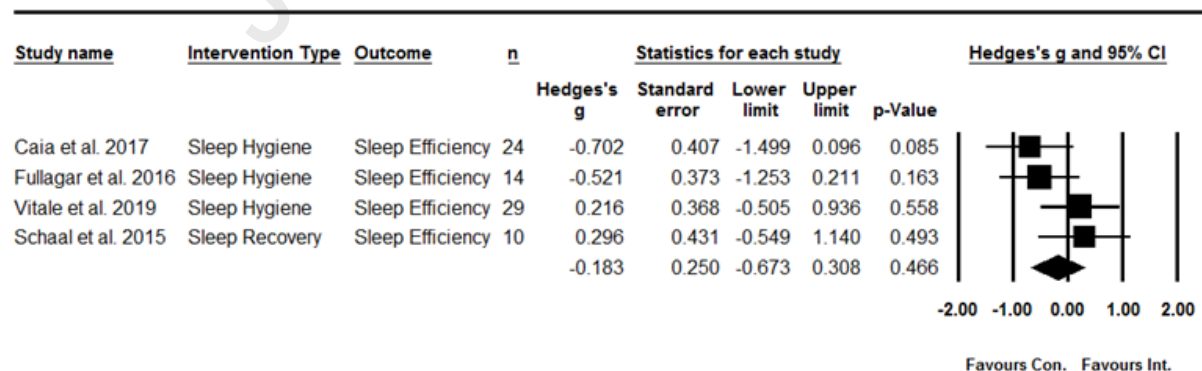 Study name Intervention Type Outcome n Statistics for each study Hedges's g and 95% CI
Hedges's g Standard error Lower limit Upper limit p-Value
Caia et al. 2017 Sleep Hygiene Sleep Efficiency 24 -0.702 0.407 -1.499 0.096 0.085
Fullagar et al. 2016 Sleep Hygiene Sleep Efficiency 14 -0.521 0.373 -1.253 0.211 0.163
Vitale et al. 2019 Sleep Hygiene Sleep Efficiency 29 0.216 0.368 -0.505 0.936 0.558
Schaal et al. 2015 Sleep Recovery Sleep Efficiency 10 0.296 0.431 -0.549 1.140 0.493
-0.183 0.250 -0.673 0.308 0.466
-2.00 -1.00 0.00 1.00 2.00
Favours Con. Favours Int.